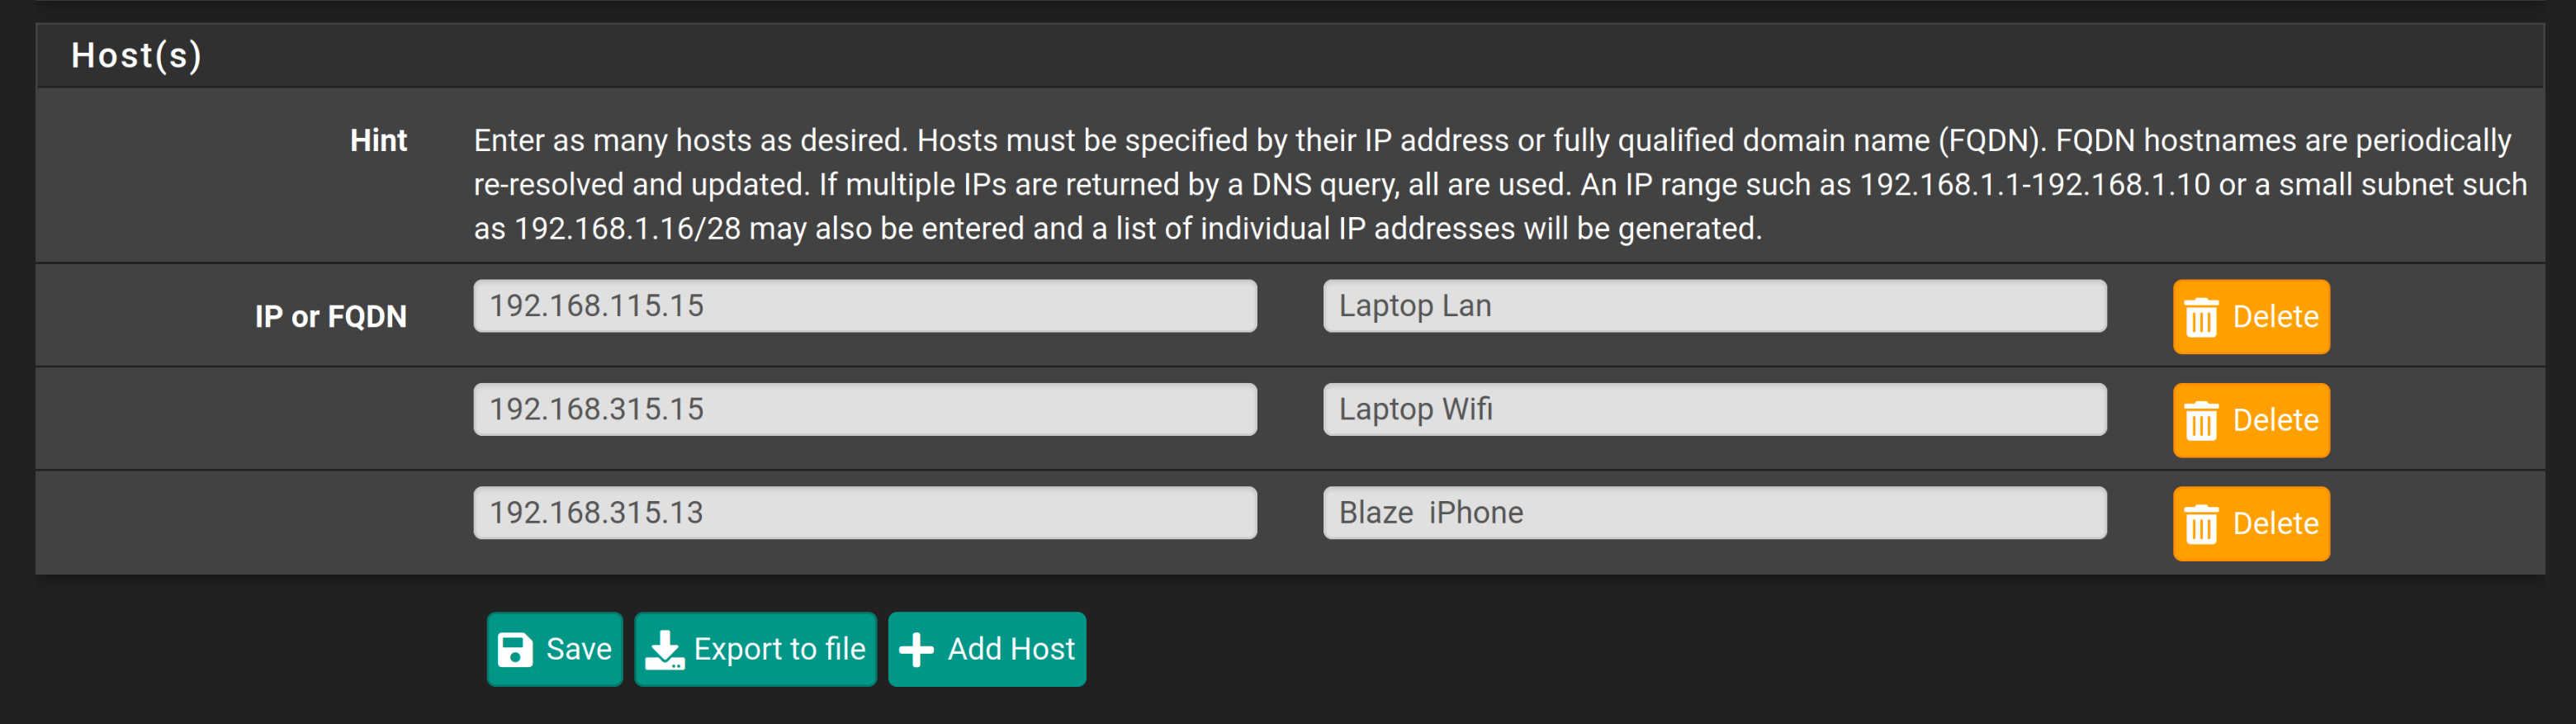 Host(s)
Hint
Enter as many hosts as desired. Hosts must be specified by their IP address or fully qualified domain name (FQDN). FQDN hostnames are periodically
re-resolved and updated. If multiple IPs are returned by a DNS query, all are used. An IP range such as 192.168.1.1-192.168.1.10 or a small subnet such
as 192.168.1.16/28 may also be entered and a list of individual IP addresses will be generated.
IP or FQDN
192.168.115.15
Laptop Lan
Delete
192.168.315.15
Laptop Wifi
Delete
192.168.315.13
Blaze  iPhone
Delete
Save
Export to file
Add Host